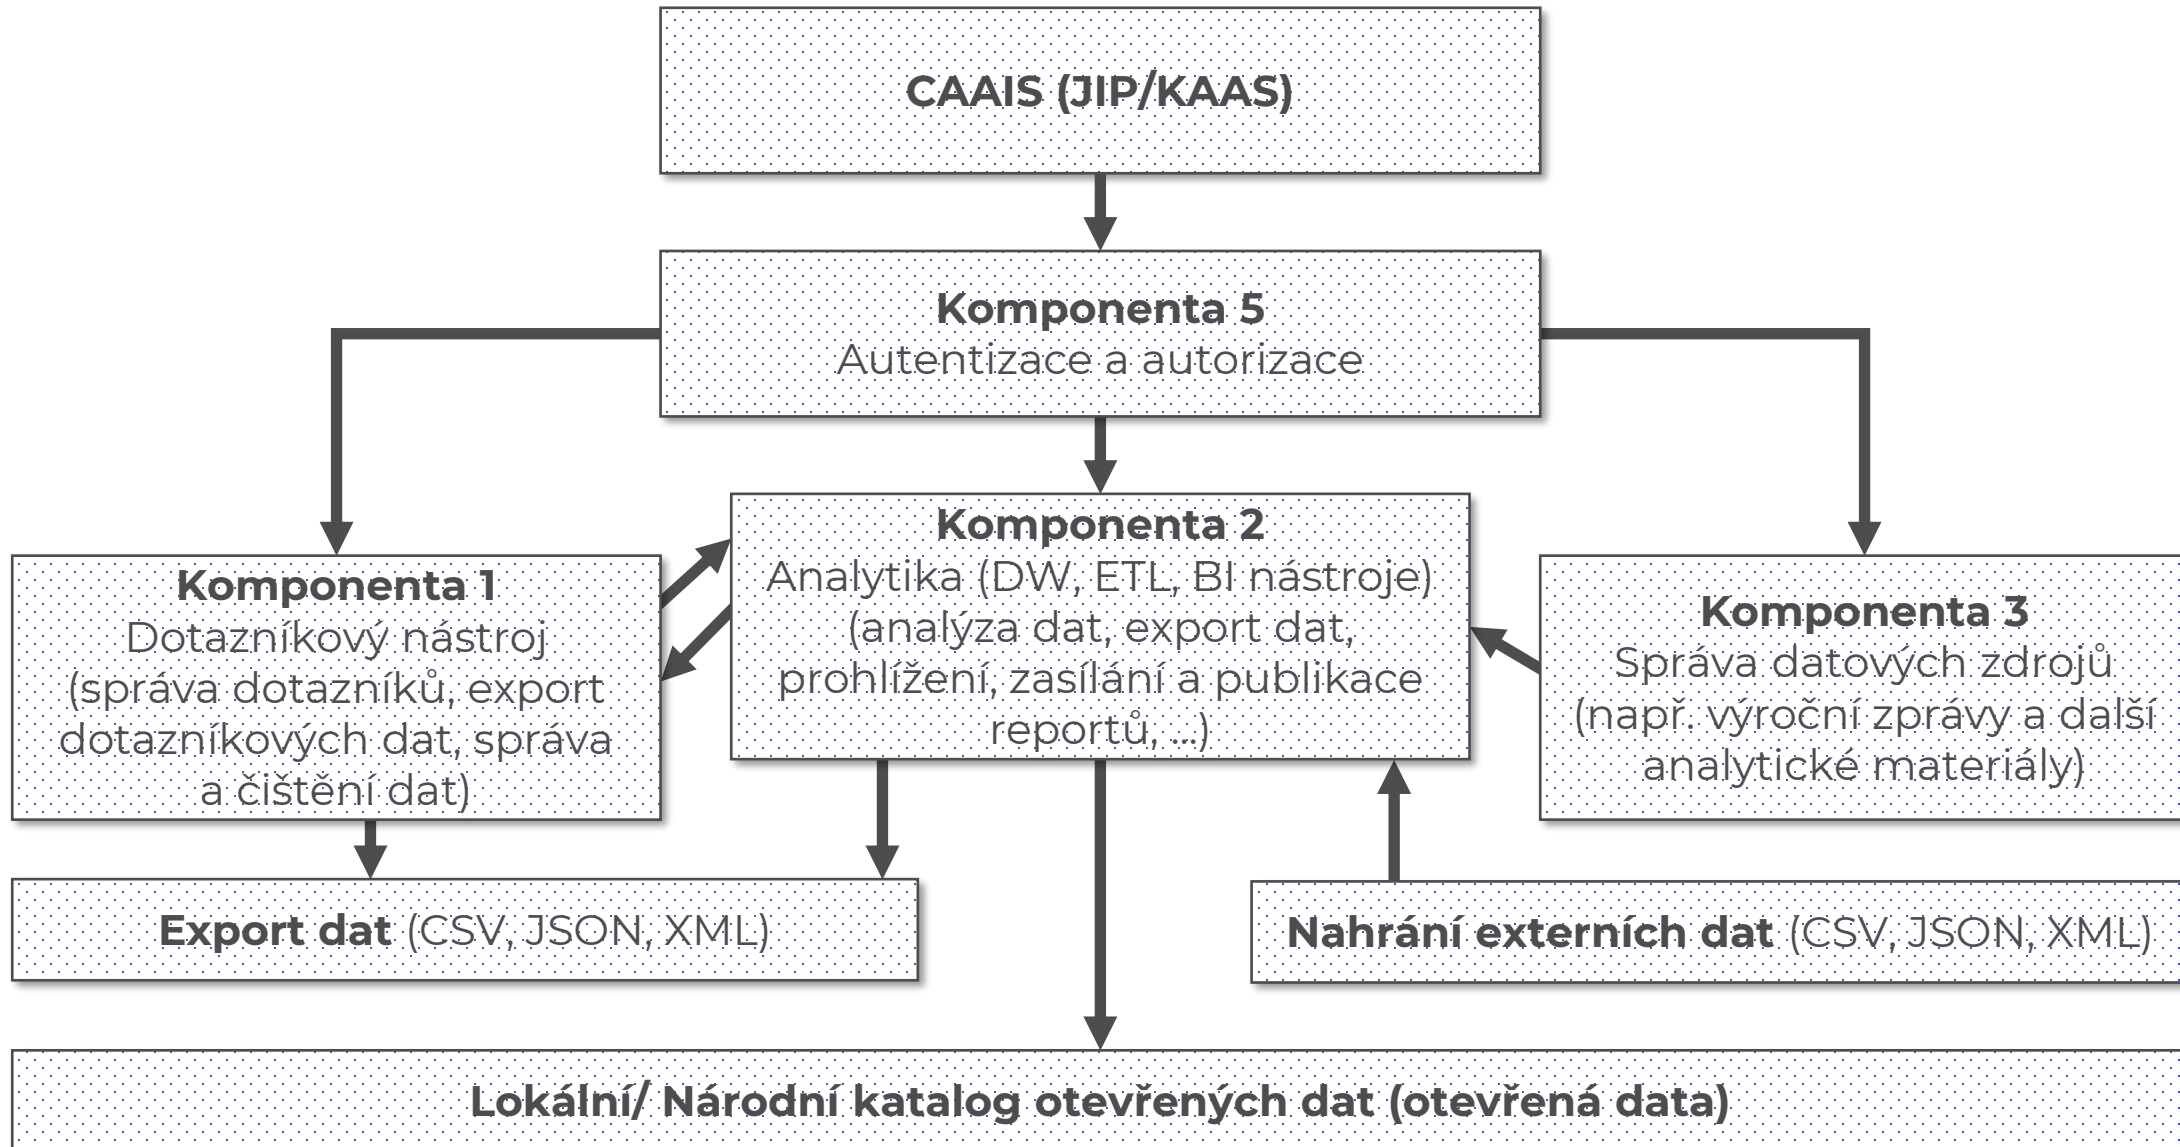 CAAIS (JIP/KAAS)
Komponenta 5
Autentizace a autorizace
Komponenta 1
Dotazníkový nástroj
(správa dotazníků, export
dotazníkových dat, správa
a čištění dat)
Komponenta 2
Analytika (DW, ETL, BI nástroje)
(analýza dat, export dat,
prohlížení, zasílání a publikace
reportů, ...)
Komponenta 3
Správa datových zdrojů
(např. výroční zprávy a další
analytické materiály)
Export dat (CSV, JSON, XML)
Nahrání externích dat (CSV, JSON, XML)
Lokální/ Národní katalog otevřených dat (otevřená data)